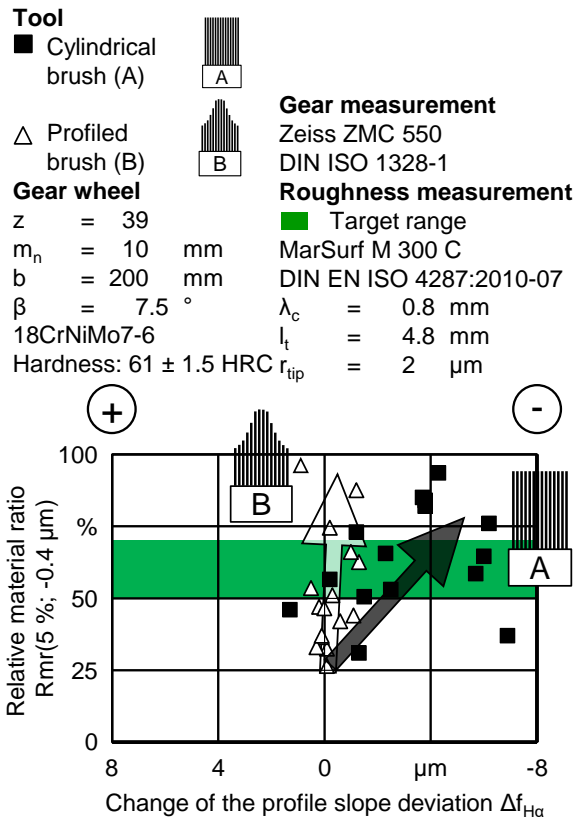 Tool
Cylindrical
brush (A)
A
Profiled
brush (B)
B
Gear wheel
z = 39
mₙ = 10 mm
b = 200 mm
β = 7.5 °
18CrNiMo7-6
Hardness: 61 ± 1.5 HRC
Gear measurement
Zeiss ZMC 550
DIN ISO 1328-1
Roughness measurement
Target range
MarSurf M 300 C
DIN EN ISO 4287:2010-07
λ_c = 0.8 mm
l_t = 4.8 mm
r_tip = 2 µm
+
-
B
A
Relative material ratio
Rmr(5 %; -0.4 µm)
100
%
50
25
0
8 4 0 µm -8
Change of the profile slope deviation Δf_Hα